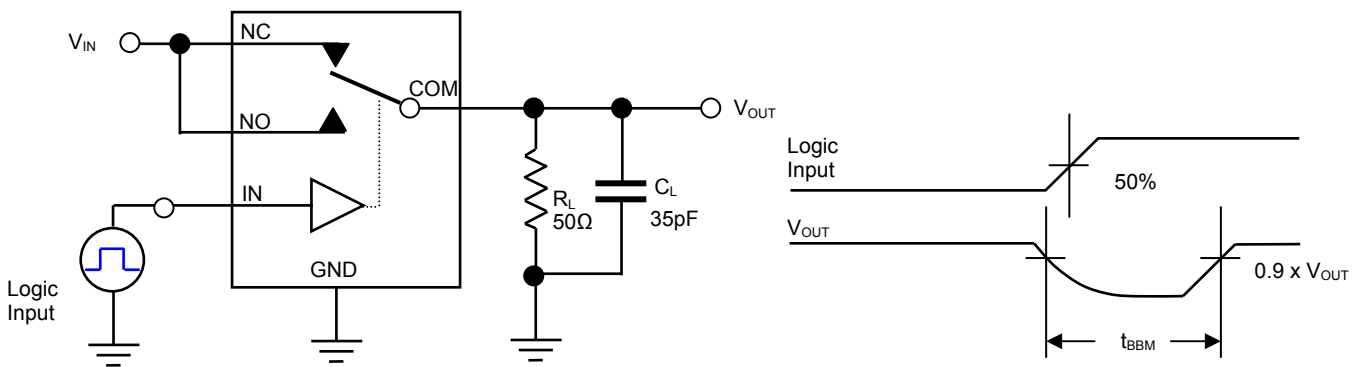 V_IN
NC
COM
NO
V_OUT
IN
R_L
50Ω
C_L
35pF
GND
Logic
Input
Logic
Input
50%
V_OUT
0.9 x V_OUT
t_BBM